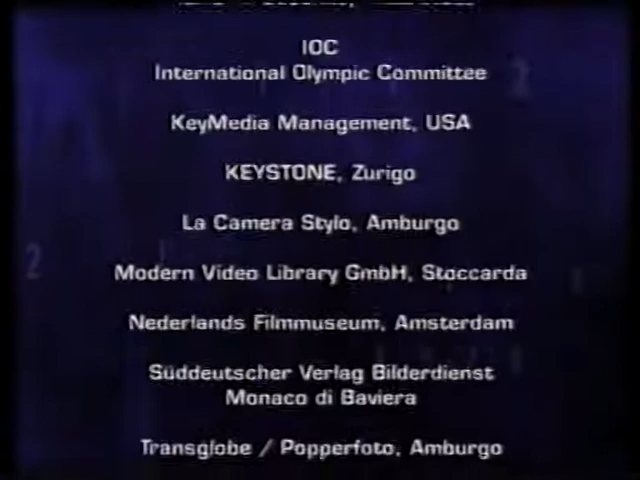 IOC
International Olympic Committee
KeyMedia Management, USA
KEYSTONE, Zurigo
La Camera Stylo, Amburgo
Modern Video Library GmbH, Stoccarda
Nederlands Filmmuseum, Amsterdam
Süddeutscher Verlag Bilderdienst
Monaco di Baviera
Transglobe / Popperfoto, Amburgo